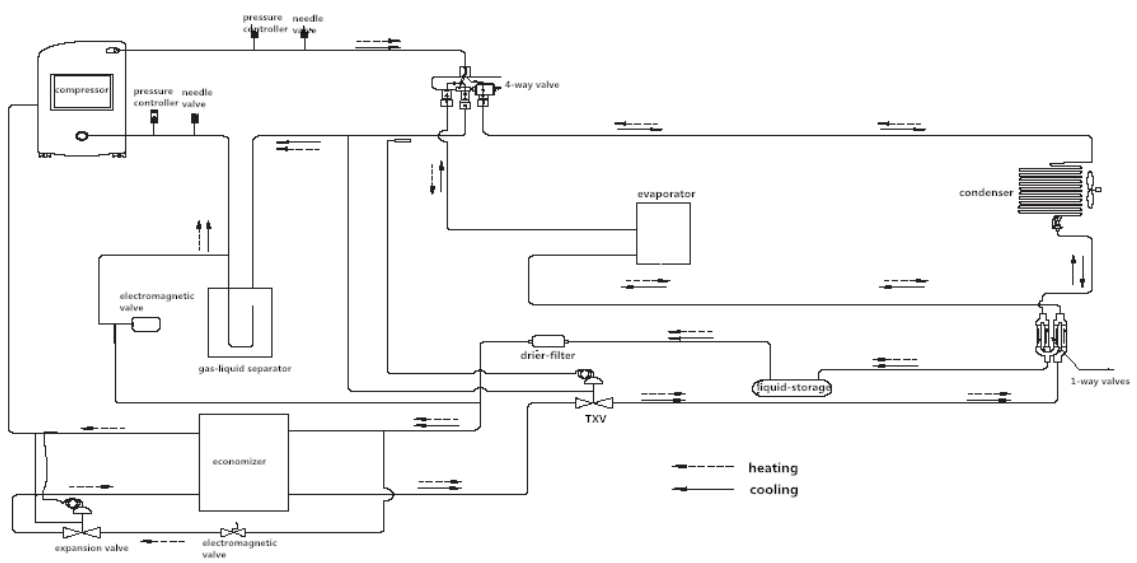 pressure
controller
needle
valve
compressor
4-way valve
pressure
controller
needle
valve
evaporator
condenser
electromagnetic
valve
gas-liquid separator
drier-filter
liquid-storage
1-way valves
TXV
economizer
heating
cooling
expansion valve
electromagnetic
valve